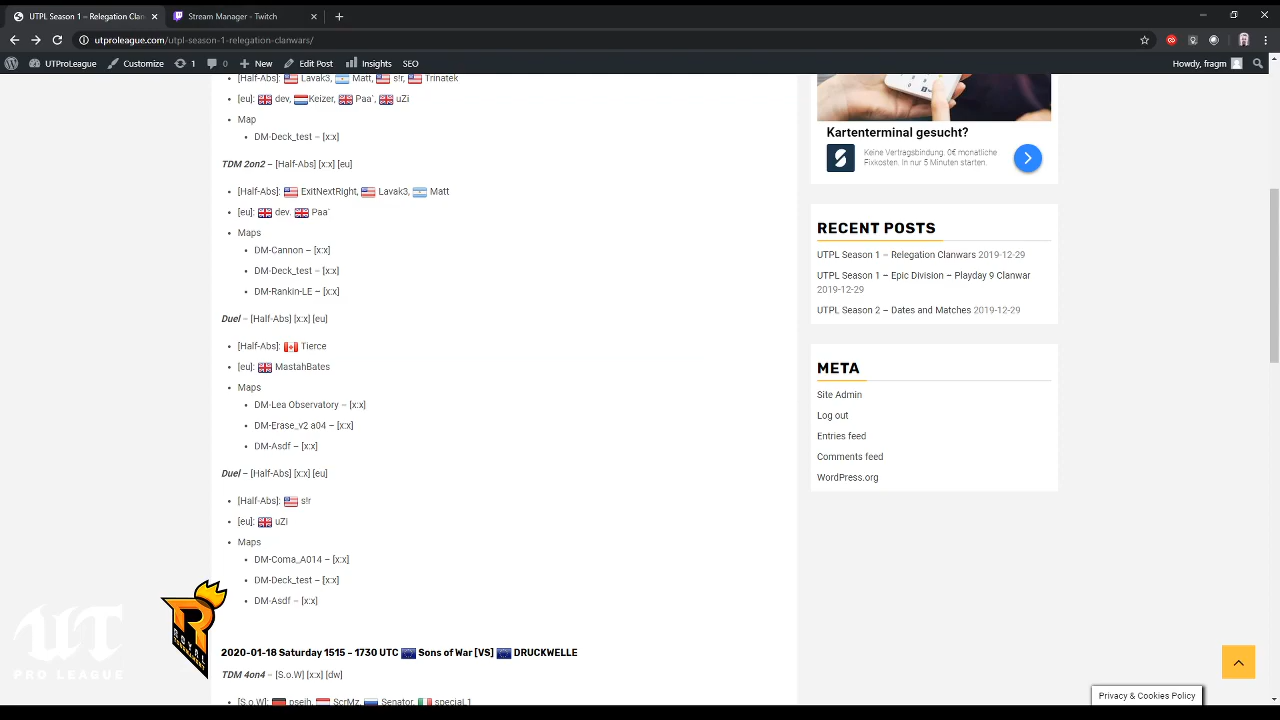 UTPL Season 1 – Relegation Clan
Stream Manager - Twitch
utproleague.com/utpl-season-1-relegation-clanwars/
UTProLeague
Customize
1
0
New
Edit Post
Insights
SEO
Howdy, fragm
[Half-Abs]: Lavak3, Matt, s!r, Trinatek
[eu]: dev, Keizer, Paa`, uZi
Map
DM-Deck_test – [x:x]
TDM 2on2 – [Half-Abs] [x:x] [eu]
[Half-Abs]: ExitNextRight, Lavak3, Matt
[eu]: dev. Paa`
Maps
DM-Cannon – [x:x]
DM-Deck_test – [x:x]
DM-Rankin-LE – [x:x]
Duel – [Half-Abs] [x:x] [eu]
[Half-Abs]: Tierce
[eu]: MastahBates
Maps
DM-Lea Observatory – [x:x]
DM-Erase_v2 a04 – [x:x]
DM-Asdf – [x:x]
Duel – [Half-Abs] [x:x] [eu]
[Half-Abs]: s!r
[eu]: uZI
Maps
DM-Coma_A014 – [x:x]
DM-Deck_test – [x:x]
DM-Asdf – [x:x]
2020-01-18 Saturday 1515 – 1730 UTC Sons of War [VS] DRUCKWELLE
TDM 4on4 – [S.o.W] [x:x] [dw]
[S.o.W]: pseih, ScrMz, Senator, speciaL1
Kartenterminal gesucht?
Keine Vertragsbindung. 0€ monatliche
Fixkosten. In nur 5 Minuten starten.
RECENT POSTS
UTPL Season 1 – Relegation Clanwars 2019-12-29
UTPL Season 1 – Epic Division – Playday 9 Clanwar
2019-12-29
UTPL Season 2 – Dates and Matches 2019-12-29
META
Site Admin
Log out
Entries feed
Comments feed
WordPress.org
UT
PRO LEAGUE
R
ROYAL
Privacy & Cookies Policy